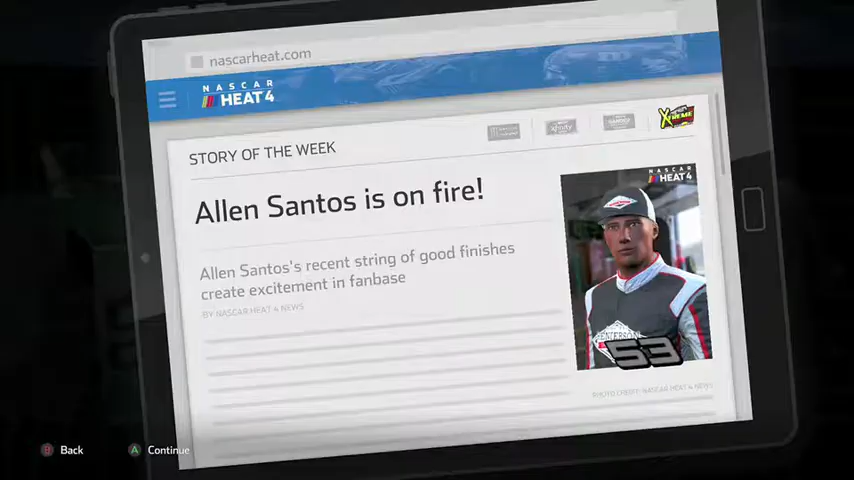 nascarheat.com
NASCAR
HEAT 4
STORY OF THE WEEK
xfinity
XTREME
Allen Santos is on fire!
Allen Santos's recent string of good finishes
create excitement in fanbase
BY NASCAR HEAT 4 NEWS
NASCAR
HEAT 4
53
PHOTO CREDIT: NASCAR HEAT 4 NEWS
B Back
A Continue